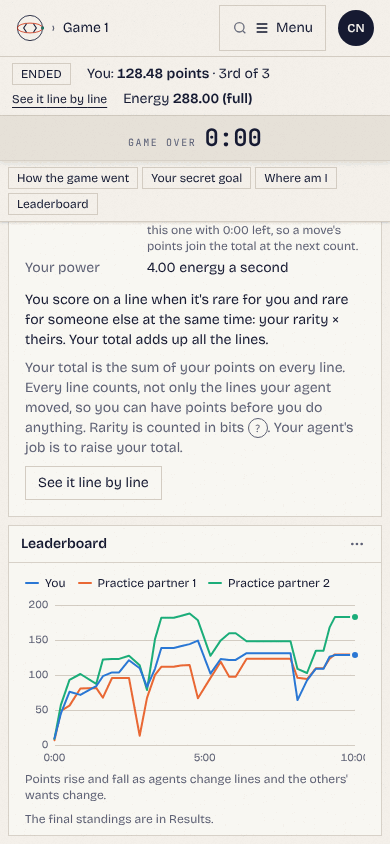 › Game 1
Menu
CN
ENDED
You: 128.48 points · 3rd of 3
See it line by line
Energy 288.00 (full)
GAME OVER 0:00
How the game went
Your secret goal
Where am I
Leaderboard
this one with 0:00 left, so a move's
points join the total at the next count.
Your power
4.00 energy a second
You score on a line when it's rare for you and rare
for someone else at the same time: your rarity ×
theirs. Your total adds up all the lines.
Your total is the sum of your points on every line.
Every line counts, not only the lines your agent
moved, so you can have points before you do
anything. Rarity is counted in bits ?. Your agent's
job is to raise your total.
See it line by line
Leaderboard
You
Practice partner 1
Practice partner 2
200
150
100
50
0
0:00
5:00
10:00
Points rise and fall as agents change lines and the others'
wants change.
The final standings are in Results.